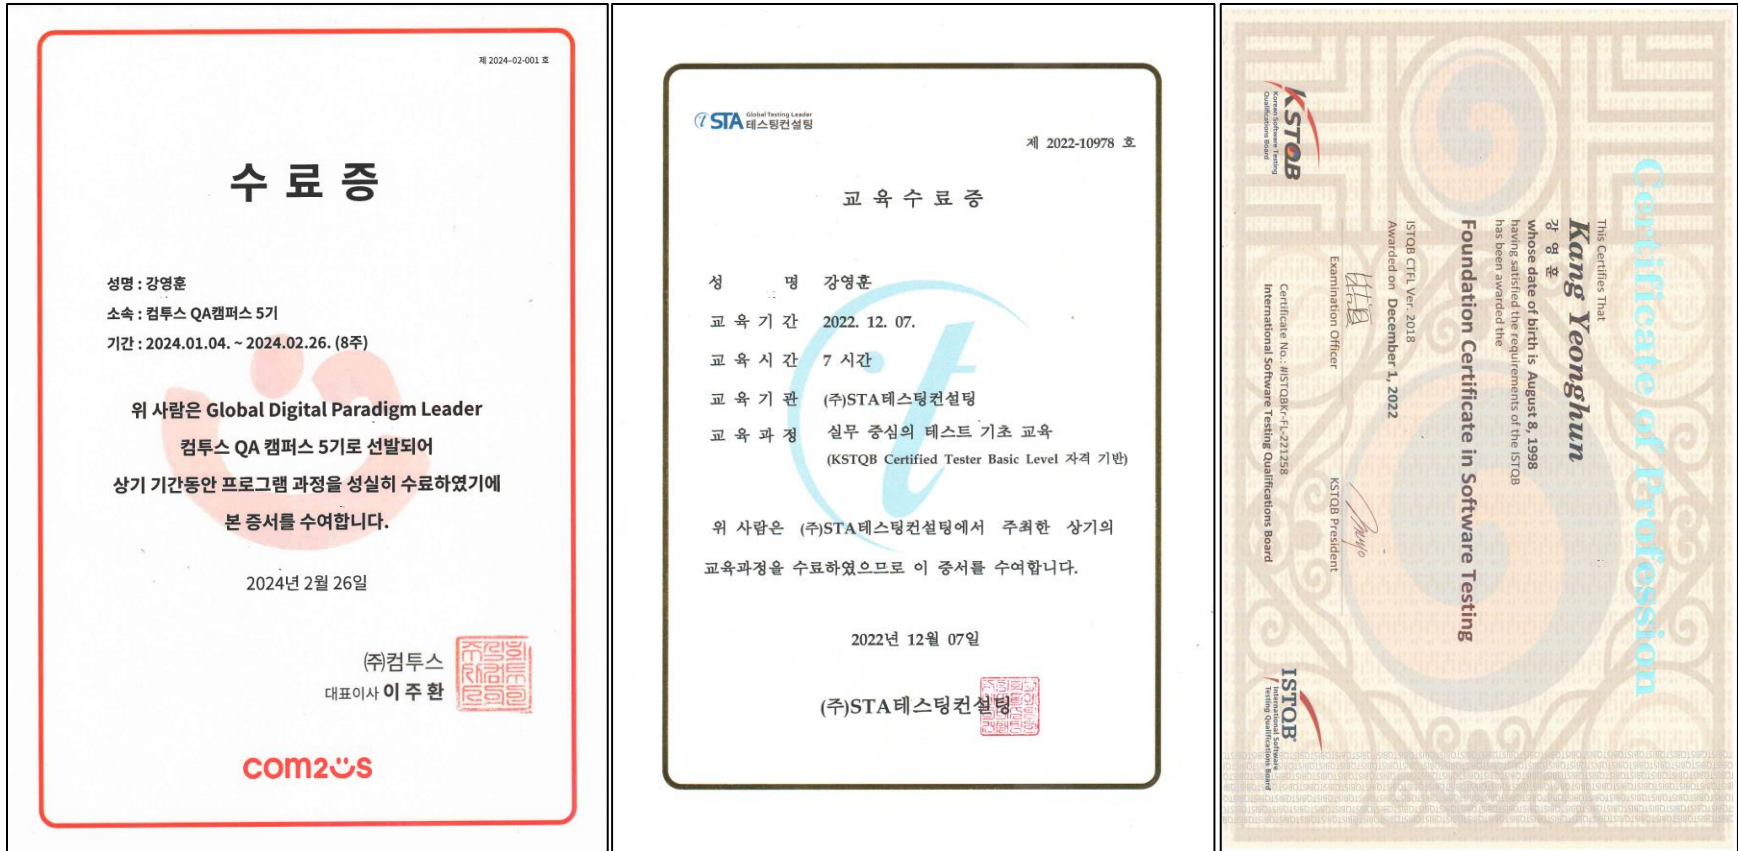 제 2024-02-001 호
수료증
성명 : 강영훈
소속 : 컴투스 QA캠퍼스 5기
기간 : 2024.01.04. ~ 2024.02.26. (8주)
위 사람은 Global Digital Paradigm Leader
컴투스 QA 캠퍼스 5기로 선발되어
상기 기간동안 프로그램 과정을 성실히 수료하였기에
본 증서를 수여합니다.
2024년 2월 26일
(주)컴투스
대표이사 이 주 환
com2us
STA Global Testing Leader 테스팅컨설팅
제 2022-10978 호
교육수료증
성 명 강영훈
교육기간 2022. 12. 07.
교육시간 7 시간
교육기관 (주)STA테스팅컨설팅
교육과정 실무 중심의 테스트 기초 교육
(KSTQB Certified Tester Basic Level 자격 기반)
위 사람은 (주)STA테스팅컨설팅에서 주최한 상기의
교육과정을 수료하였으므로 이 증서를 수여합니다.
2022년 12월 07일
(주)STA테스팅컨설팅
Certificate of Profession
This Certifies That
Kang Yeonghun
강 영 훈
whose date of birth is August 8, 1998
having satisfied the requirements of the ISTQB
has been awarded the
Foundation Certificate in Software Testing
ISTQB CTFL Ver. 2018
Awarded on December 1, 2022
Examination Officer
KSTQB President
Certificate No.: #ISTQBKr-FL-221258
International Software Testing Qualifications Board
KSTQB
Korean Software Testing
Qualifications Board
ISTQB
International Software
Testing Qualifications Board